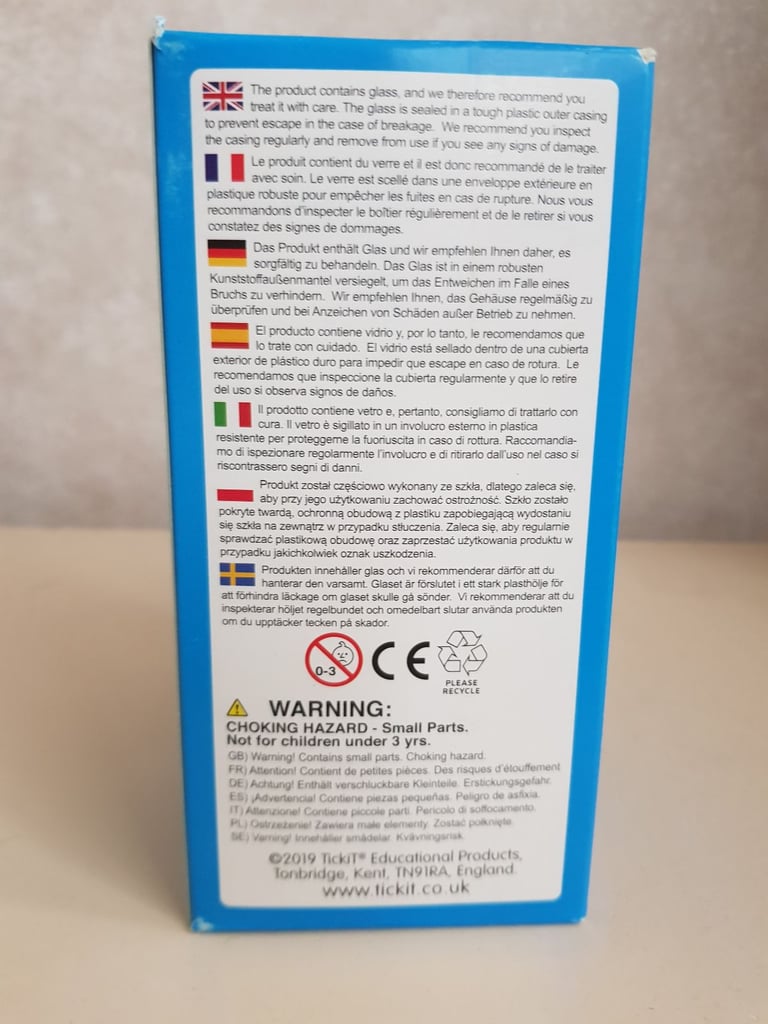 The product contains glass, and we therefore recommend you
treat it with care. The glass is sealed in a tough plastic outer casing
to prevent escape in the case of breakage. We recommend you inspect
the casing regularly and remove from use if you see any signs of damage.
Le produit contient du verre et il est donc recommandé de le traiter
avec soin. Le verre est scellé dans une enveloppe extérieure en
plastique robuste pour empêcher les fuites en cas de rupture. Nous vous
recommandons d'inspecter le boîtier régulièrement et de le retirer si vous
constatez des signes de dommages.
Das Produkt enthält Glas und wir empfehlen Ihnen daher, es
sorgfältig zu behandeln. Das Glas ist in einem robusten
Kunststoffaußenmantel versiegelt, um das Entweichen im Falle eines
Bruchs zu verhindern. Wir empfehlen Ihnen, das Gehäuse regelmäßig zu
überprüfen und bei Anzeichen von Schäden außer Betrieb zu nehmen.
El producto contiene vidrio y, por lo tanto, le recomendamos que
lo trate con cuidado. El vidrio está sellado dentro de una cubierta
exterior de plástico duro para impedir que escape en caso de rotura. Le
recomendamos que inspeccione la cubierta regularmente y que lo retire
del uso si observa signos de daños.
Il prodotto contiene vetro e, pertanto, consigliamo di trattarlo con
cura. Il vetro è sigillato in un involucro esterno in plastica
resistente per proteggerne la fuoriuscita in caso di rottura. Raccomandia-
mo di ispezionare regolarmente l'involucro e di ritirarlo dall'uso nel caso si
riscontrassero segni di danni.
Produkt został częściowo wykonany ze szkła, dlatego zaleca się,
aby przy jego użytkowaniu zachować ostrożność. Szkło zostało
pokryte twardą, ochronną obudową z plastiku zapobiegającą wydostaniu
się szkła na zewnątrz w przypadku stłuczenia. Zaleca się, aby regularnie
sprawdzać plastikową obudowę oraz zaprzestać użytkowania produktu w
przypadku jakichkolwiek oznak uszkodzenia.
Produkten innehåller glas och vi rekommenderar därför att du
hanterar den varsamt. Glaset är förslutet i ett stark plasthölje för
att förhindra läckage om glaset skulle gå sönder. Vi rekommenderar att du
inspekterar höljet regelbundet och omedelbart slutar använda produkten
om du upptäcker tecken på skador.
0-3
CE
PLEASE
RECYCLE
WARNING:
CHOKING HAZARD - Small Parts.
Not for children under 3 yrs.
GB) Warning! Contains small parts. Choking hazard.
FR) Attention! Contient de petites pièces. Des risques d'étouffement
DE) Achtung! Enthält verschluckbare Kleinteile. Erstickungsgefahr.
ES) ¡Advertencia! Contiene piezas pequeñas. Peligro de asfixia.
IT) Attenzione! Contiene piccole parti. Pericolo di soffocamento.
PL) Ostrzeżenie! Zawiera małe elementy. Zostać połknięte.
SE) Varning! Innehåller smådelar. Kvävningsrisk.
©2019 TickiT® Educational Products,
Tonbridge, Kent, TN91RA, England.
www.tickit.co.uk